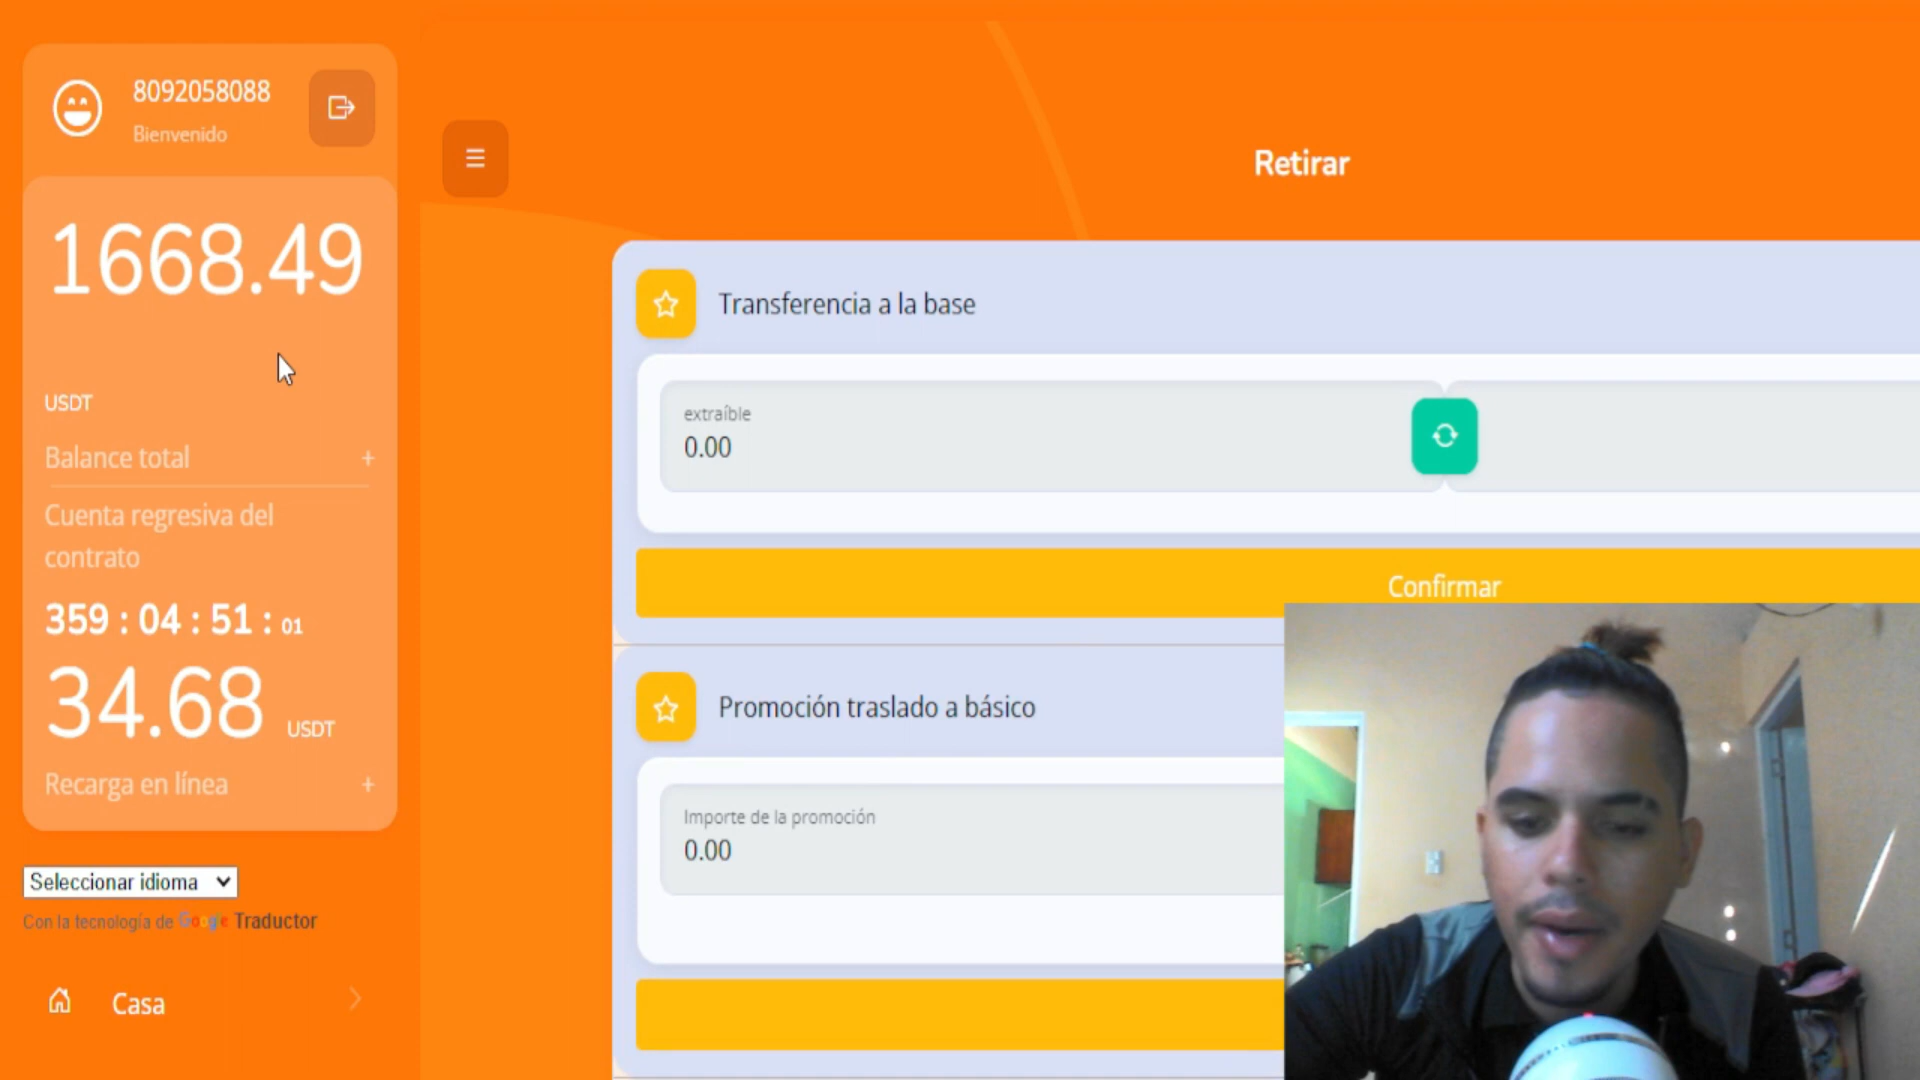 8092058088
Bienvenido
1668.49
USDT
Balance total +
Cuenta regresiva del
contrato
359 : 04 : 51 : 01
34.68 USDT
Recarga en línea +
Seleccionar idioma
Con la tecnología de Google Traductor
Casa
Retirar
Transferencia a la base
extraíble
0.00
Confirmar
Promoción traslado a básico
Importe de la promoción
0.00